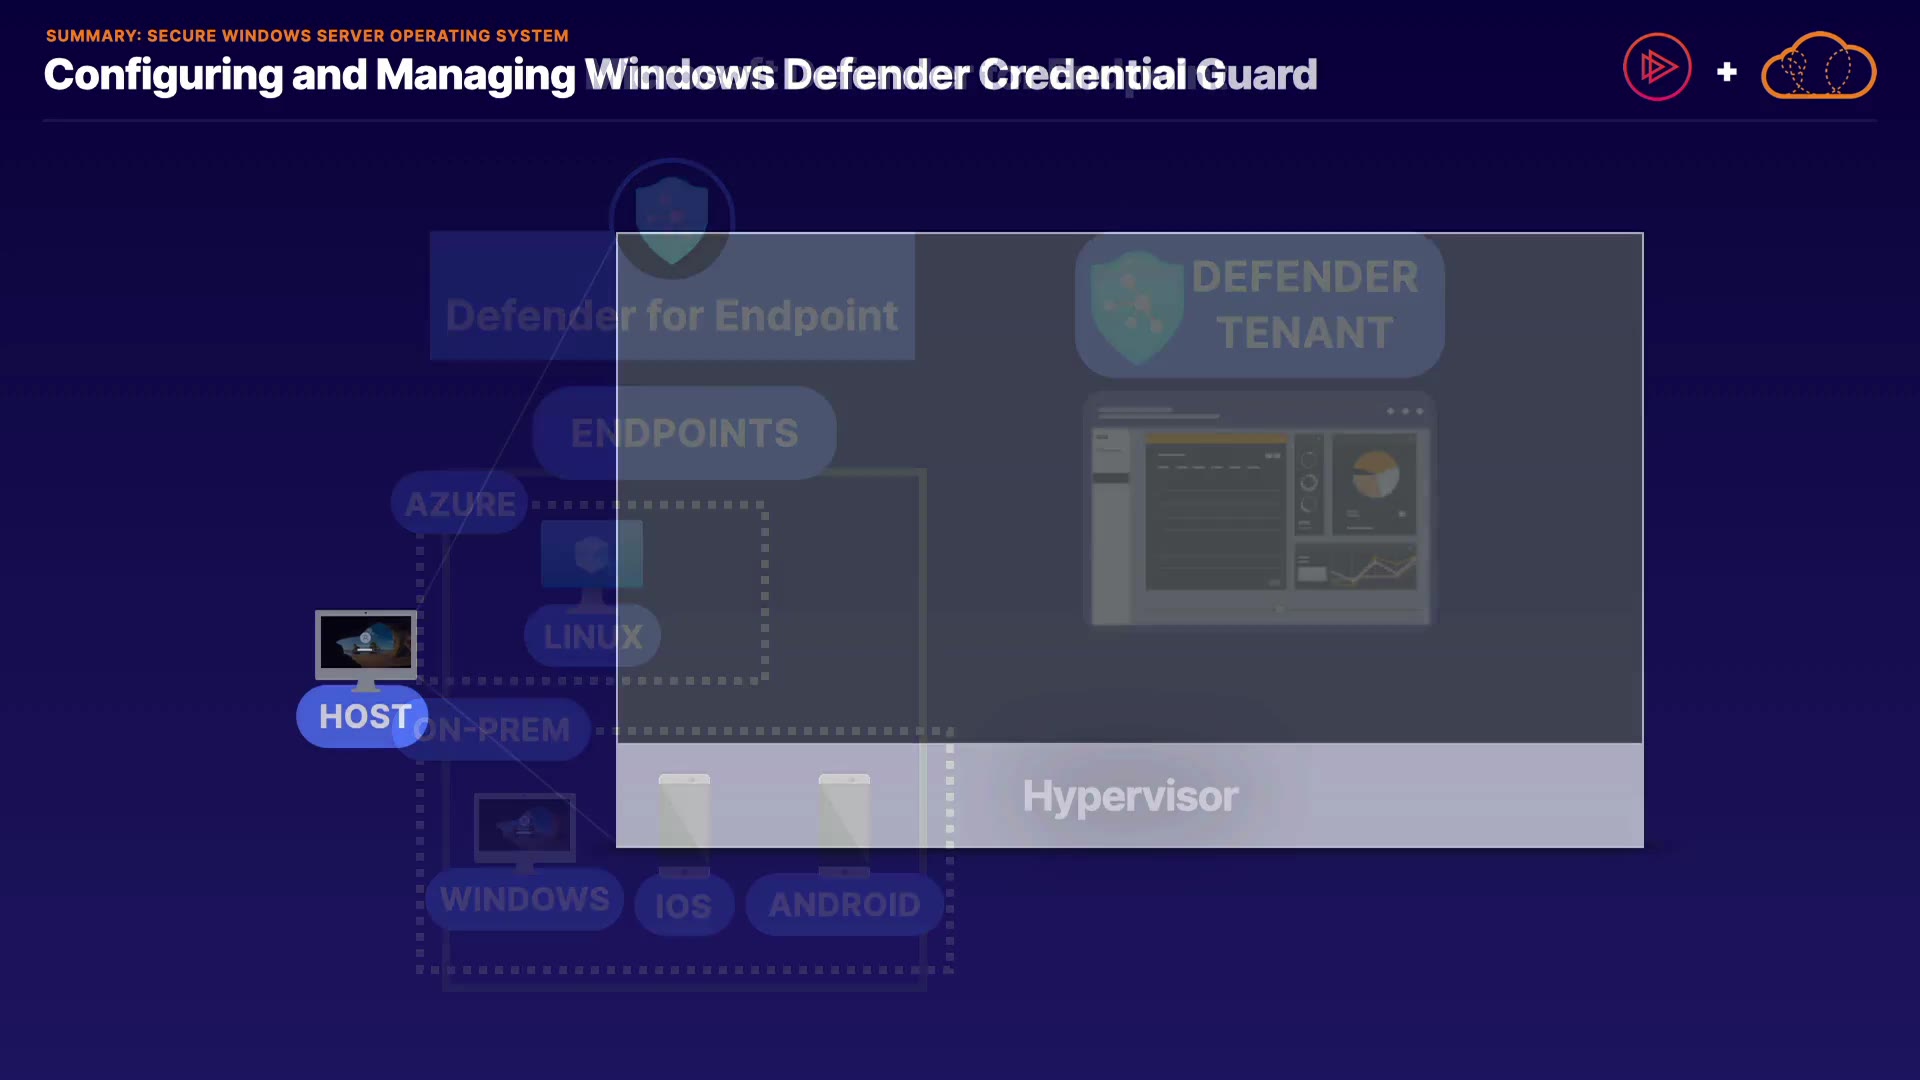 SUMMARY: SECURE WINDOWS SERVER OPERATING SYSTEM
Configuring and Managing Windows Defender Credential Guard
Defender for Endpoint
DEFENDER
TENANT
ENDPOINTS
AZURE
LINUX
HOST
ON-PREM
Hypervisor
WINDOWS
IOS
ANDROID